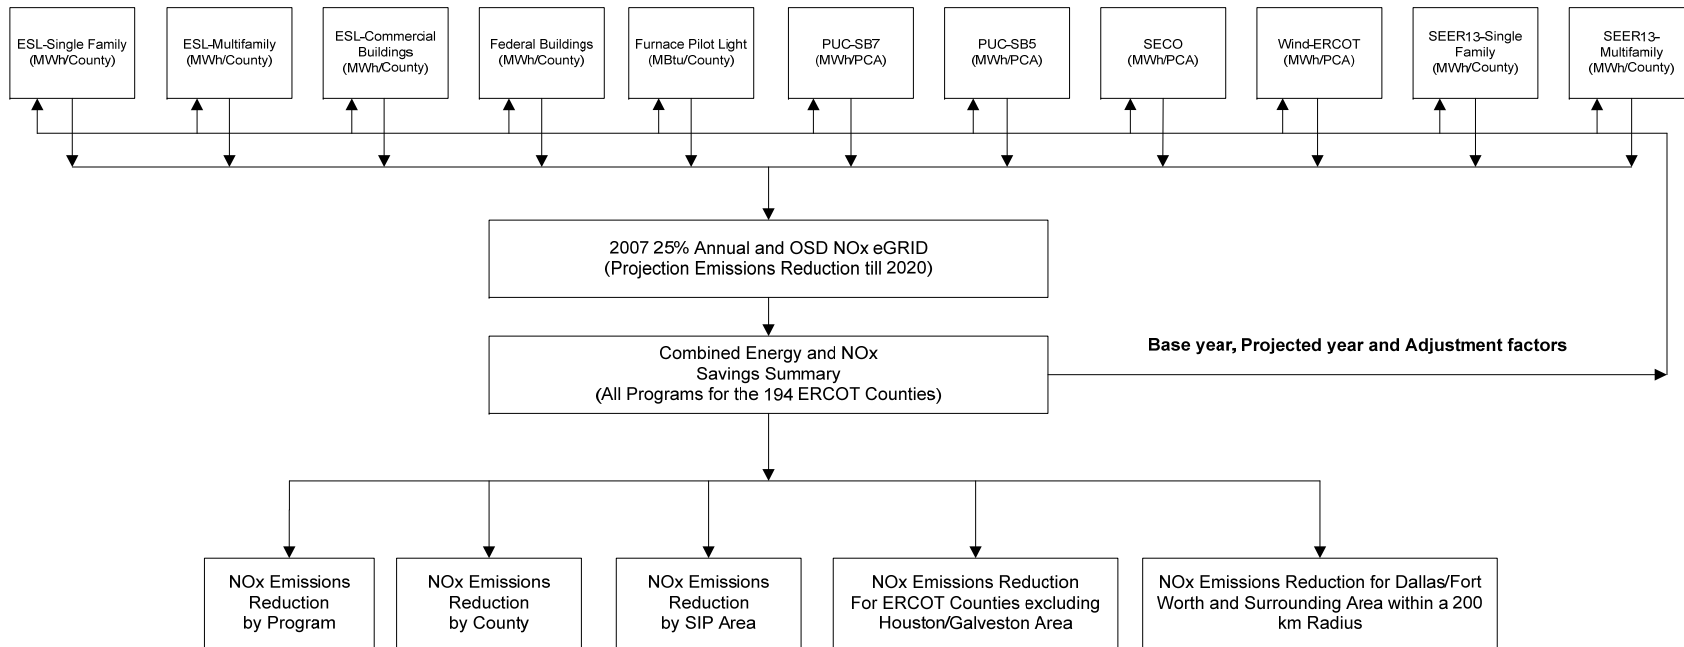 ESL-Single Family
(MWh/County)
ESL-Multifamily
(MWh/County)
ESL-Commercial
Buildings
(MWh/County)
Federal Buildings
(MWh/County)
Furnace Pilot Light
(MBtu/County)
PUC-SB7
(MWh/PCA)
PUC-SB5
(MWh/PCA)
SECO
(MWh/PCA)
Wind-ERCOT
(MWh/PCA)
SEER13-Single
Family
(MWh/County)
SEER13-
Multifamily
(MWh/County)
2007 25% Annual and OSD NOx eGRID
(Projection Emissions Reduction till 2020)
Combined Energy and NOx
Savings Summary
(All Programs for the 194 ERCOT Counties)
Base year, Projected year and Adjustment factors
NOx Emissions
Reduction
by Program
NOx Emissions
Reduction
by County
NOx Emissions
Reduction
by SIP Area
NOx Emissions Reduction
For ERCOT Counties excluding
Houston/Galveston Area
NOx Emissions Reduction for Dallas/Fort
Worth and Surrounding Area within a 200
km Radius